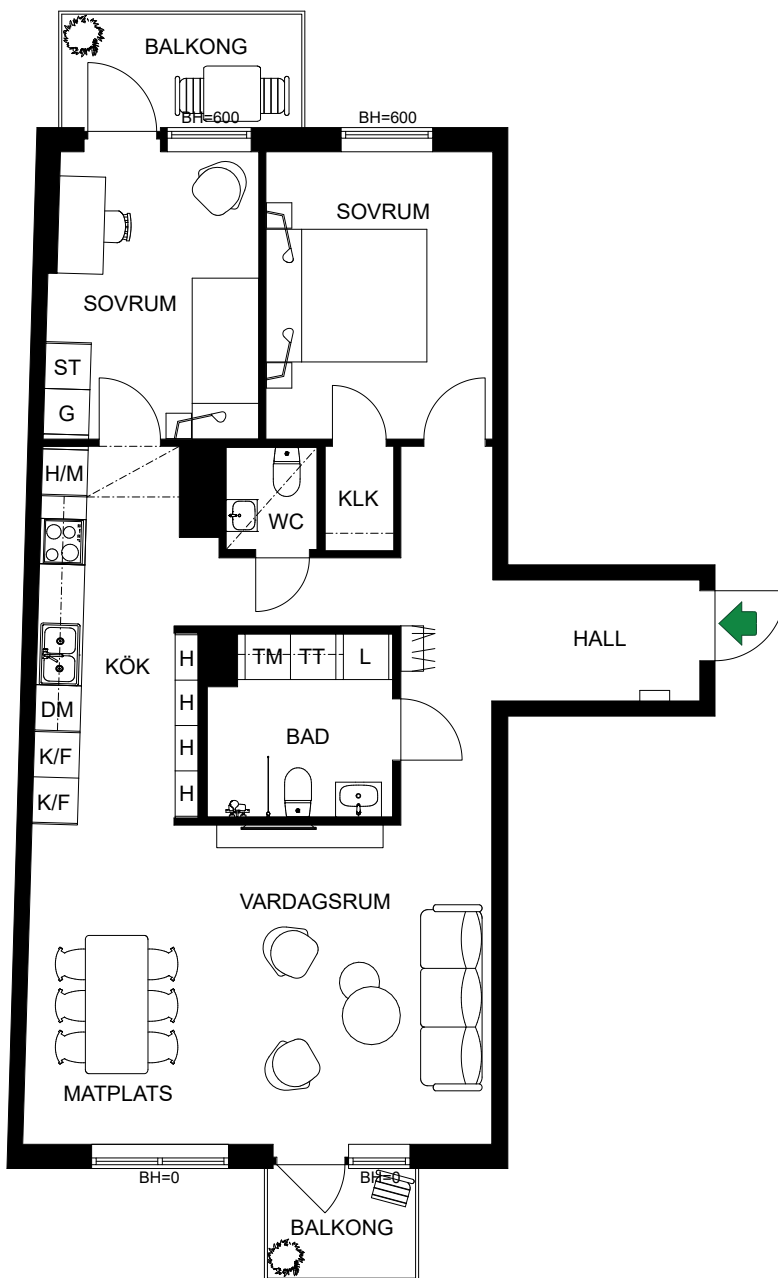 BALKONG
BH=600
BH=600
SOVRUM
SOVRUM
ST
G
H/M
KLK
WC
HALL
KÖK
H
TM
TT
L
H
DM
BAD
H
K/F
H
K/F
VARDAGSRUM
MATPLATS
BH=0
BH=0
BALKONG